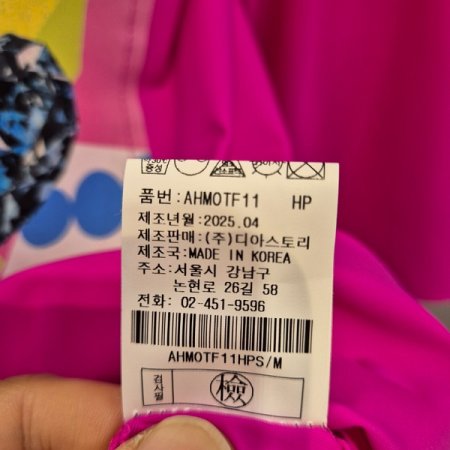 중성
품번: AHMOTF11 HP
제조년월: 2025.04
제조판매: (주)디아스토리
제조국: MADE IN KOREA
주소: 서울시 강남구
논현로 26길 58
전화: 02-451-9596
AHMOTF11HPS/M
검사필 檢